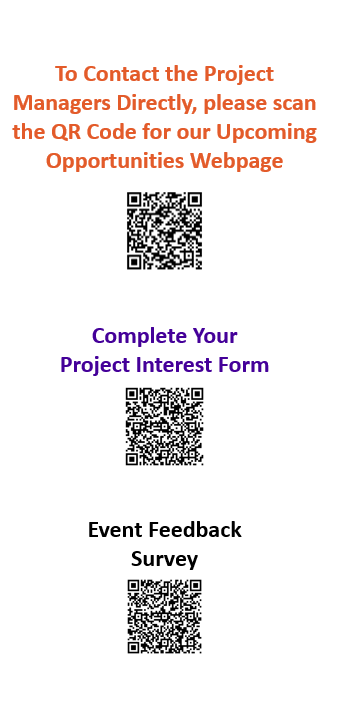 To Contact the Project
Managers Directly, please scan
the QR Code for our Upcoming
Opportunities Webpage
Complete Your
Project Interest Form
Event Feedback
Survey